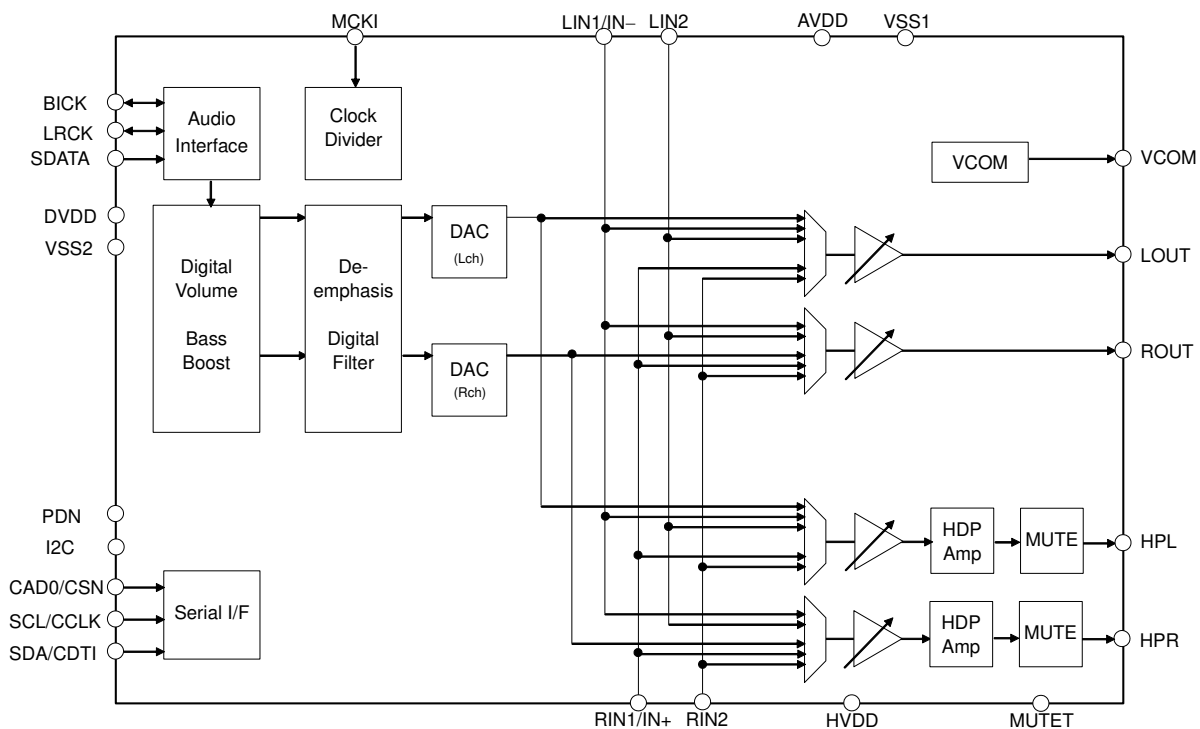 MCKI
LIN1/IN−
LIN2
AVDD
VSS1
BICK
LRCK
SDATA
Audio
Interface
Clock
Divider
VCOM
VCOM
DVDD
VSS2
Digital
Volume
Bass
Boost
De-
emphasis
Digital
Filter
DAC
(Lch)
LOUT
DAC
(Rch)
ROUT
PDN
I2C
CAD0/CSN
SCL/CCLK
SDA/CDTI
Serial I/F
HDP
Amp
MUTE
HPL
HDP
Amp
MUTE
HPR
RIN1/IN+
RIN2
HVDD
MUTET